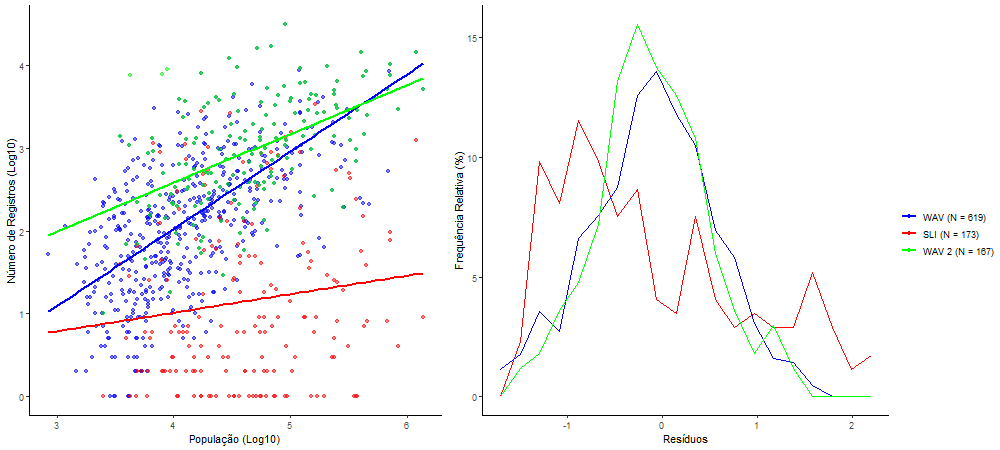 Número de Registros (Log10)
4
3
2
1
0
3
4
5
6
População (Log10)
Frequência Relativa (%)
15
10
5
0
-1
0
1
2
Resíduos
WAV (N = 619)
SLI (N = 173)
WAV 2 (N = 167)